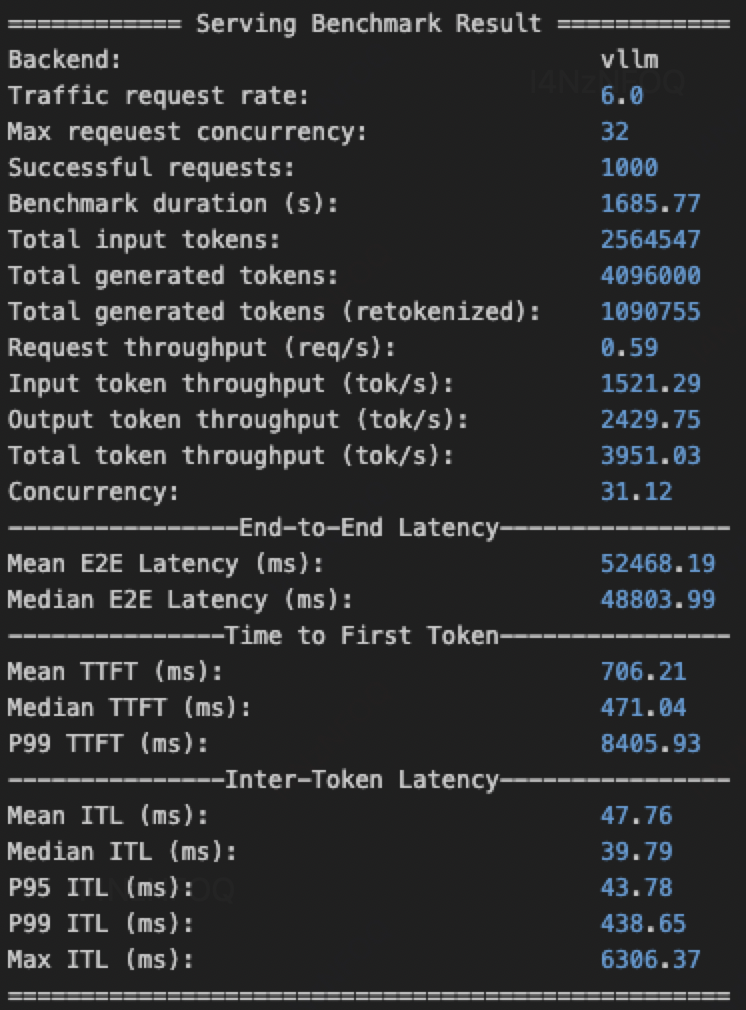 ============ Serving Benchmark Result ============
Backend: vllm
Traffic request rate: 6.0
Max reqeuest concurrency: 32
Successful requests: 1000
Benchmark duration (s): 1685.77
Total input tokens: 2564547
Total generated tokens: 4096000
Total generated tokens (retokenized): 1090755
Request throughput (req/s): 0.59
Input token throughput (tok/s): 1521.29
Output token throughput (tok/s): 2429.75
Total token throughput (tok/s): 3951.03
Concurrency: 31.12
----------------End-to-End Latency----------------
Mean E2E Latency (ms): 52468.19
Median E2E Latency (ms): 48803.99
---------------Time to First Token----------------
Mean TTFT (ms): 706.21
Median TTFT (ms): 471.04
P99 TTFT (ms): 8405.93
---------------Inter-Token Latency----------------
Mean ITL (ms): 47.76
Median ITL (ms): 39.79
P95 ITL (ms): 43.78
P99 ITL (ms): 438.65
Max ITL (ms): 6306.37
==================================================